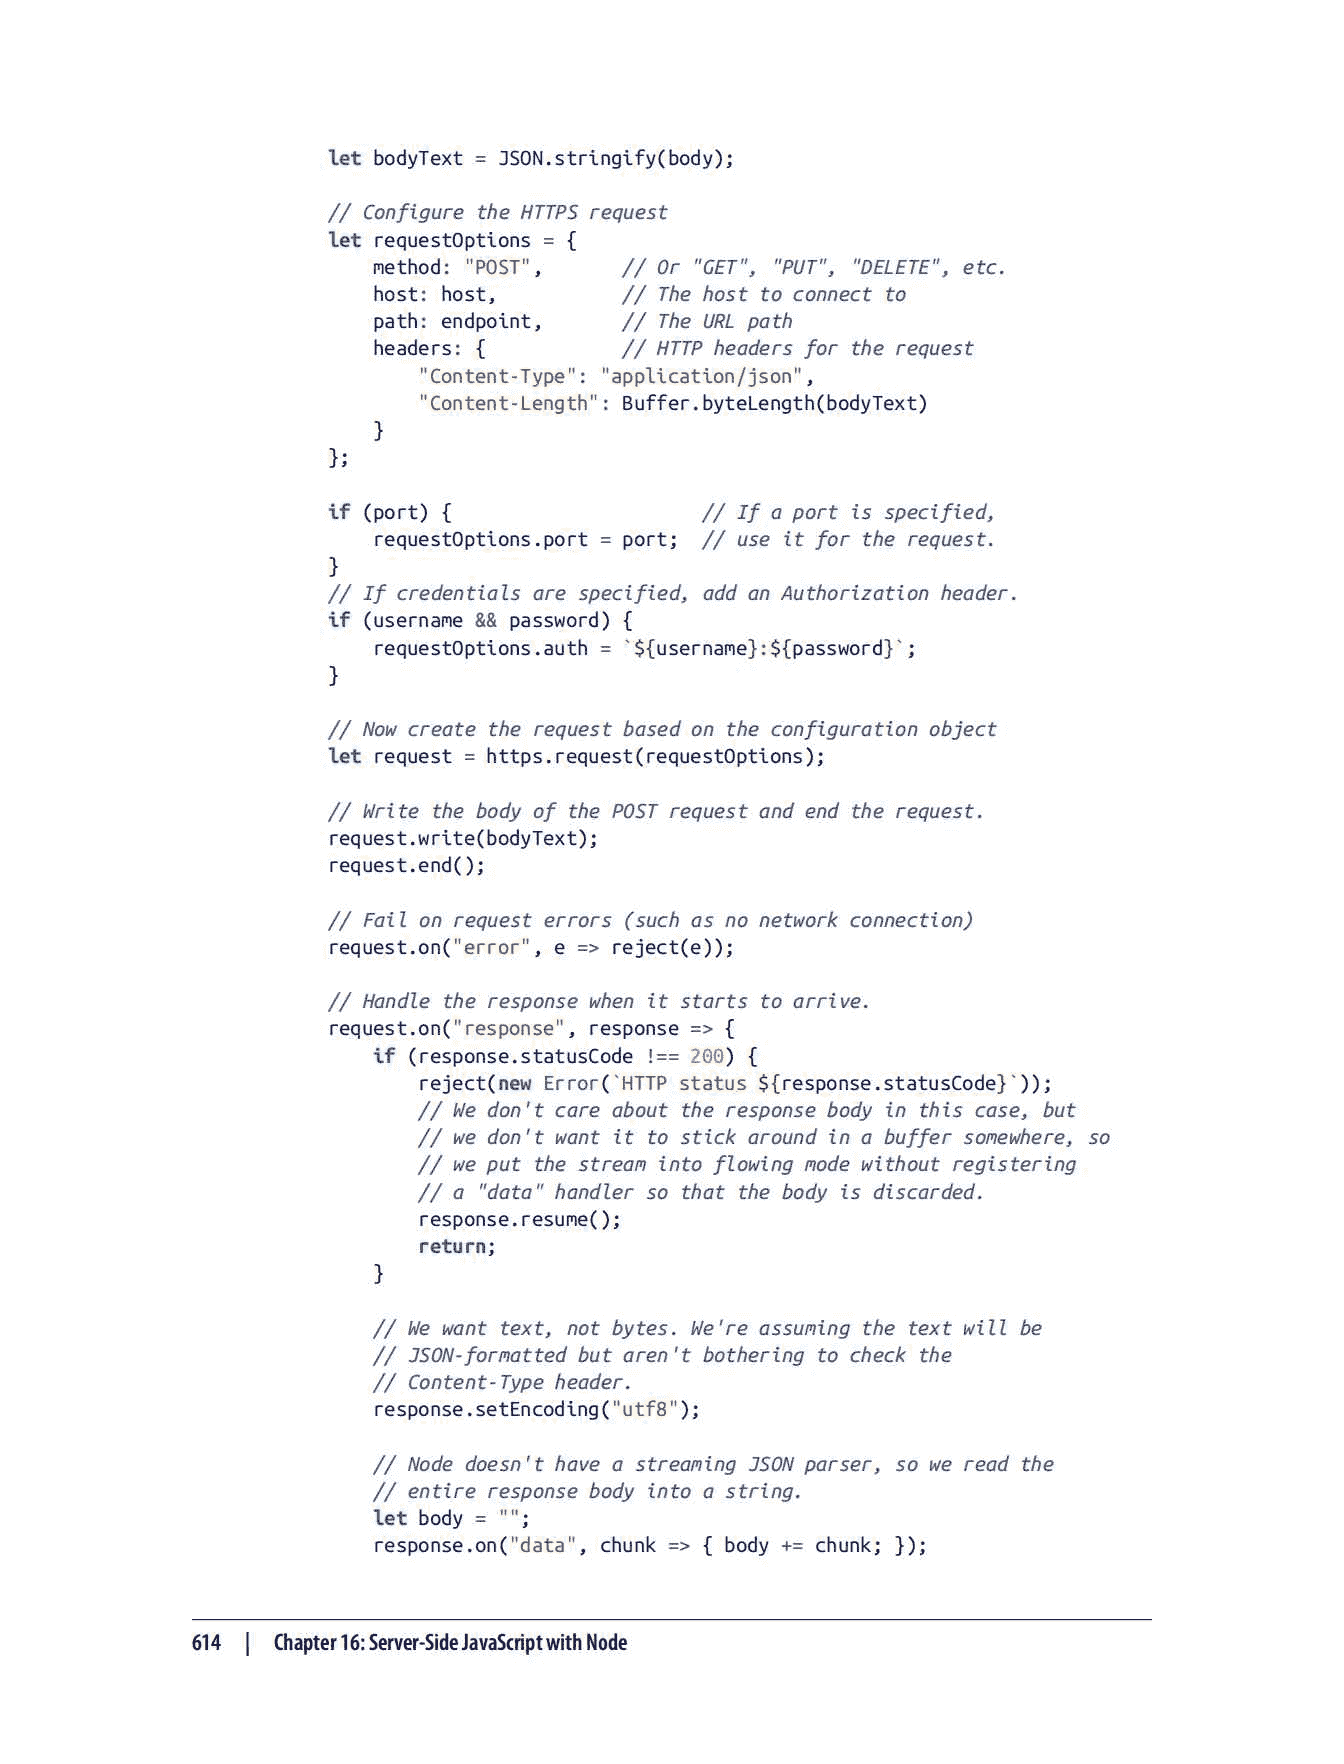 let bodyText = JSON.stringify(body);

// Configure the HTTPS request
let requestOptions = {
    method: "POST",       // Or "GET", "PUT", "DELETE", etc.
    host: host,           // The host to connect to
    path: endpoint,       // The URL path
    headers: {            // HTTP headers for the request
        "Content-Type": "application/json",
        "Content-Length": Buffer.byteLength(bodyText)
    }
};

if (port) {                      // If a port is specified,
    requestOptions.port = port;  // use it for the request.
}
// If credentials are specified, add an Authorization header.
if (username && password) {
    requestOptions.auth = `${username}:${password}`;
}

// Now create the request based on the configuration object
let request = https.request(requestOptions);

// Write the body of the POST request and end the request.
request.write(bodyText);
request.end();

// Fail on request errors (such as no network connection)
request.on("error", e => reject(e));

// Handle the response when it starts to arrive.
request.on("response", response => {
    if (response.statusCode !== 200) {
        reject(new Error(`HTTP status ${response.statusCode}`));
        // We don't care about the response body in this case, but
        // we don't want it to stick around in a buffer somewhere, so
        // we put the stream into flowing mode without registering
        // a "data" handler so that the body is discarded.
        response.resume();
        return;
    }

    // We want text, not bytes. We're assuming the text will be
    // JSON-formatted but aren't bothering to check the
    // Content-Type header.
    response.setEncoding("utf8");

    // Node doesn't have a streaming JSON parser, so we read the
    // entire response body into a string.
    let body = "";
    response.on("data", chunk => { body += chunk; });

614 | Chapter 16: Server-Side JavaScript with Node